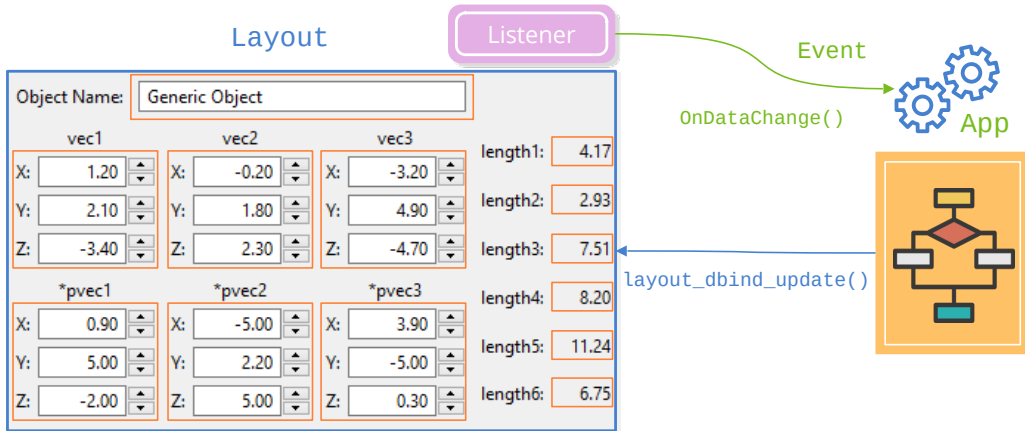 Layout
Listener
Event
OnDataChange()
App
Object Name: Generic Object
vec1 vec2 vec3
X: 1.20 X: -0.20 X: -3.20
Y: 2.10 Y: 1.80 Y: 4.90
Z: -3.40 Z: 2.30 Z: -4.70
*pvec1 *pvec2 *pvec3
X: 0.90 X: -5.00 X: 3.90
Y: 5.00 Y: 2.20 Y: -5.00
Z: -2.00 Z: 5.00 Z: 0.30
length1: 4.17
length2: 2.93
length3: 7.51
length4: 8.20
length5: 11.24
length6: 6.75
layout_dbind_update()